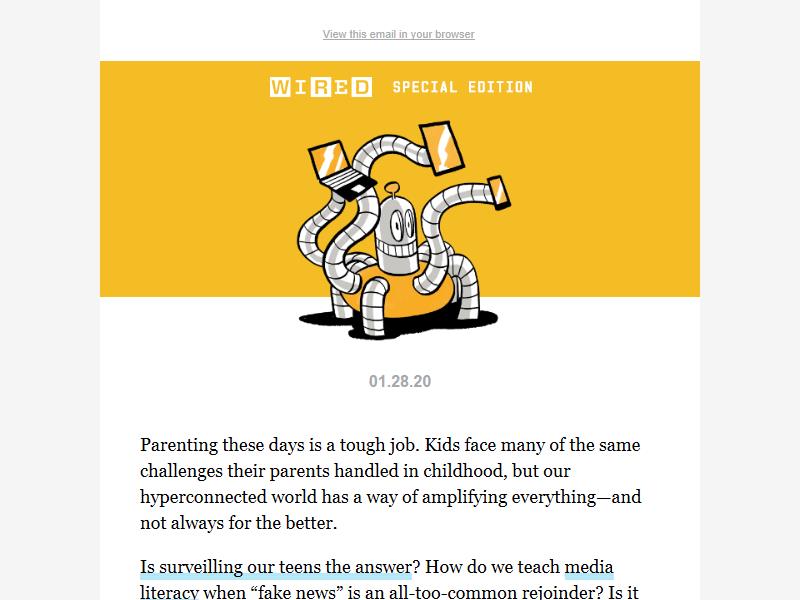 View this email in your browser
WIRED SPECIAL EDITION
01.28.20
Parenting these days is a tough job. Kids face many of the same
challenges their parents handled in childhood, but our
hyperconnected world has a way of amplifying everything—and
not always for the better.
Is surveilling our teens the answer? How do we teach media
literacy when “fake news” is an all-too-common rejoinder? Is it